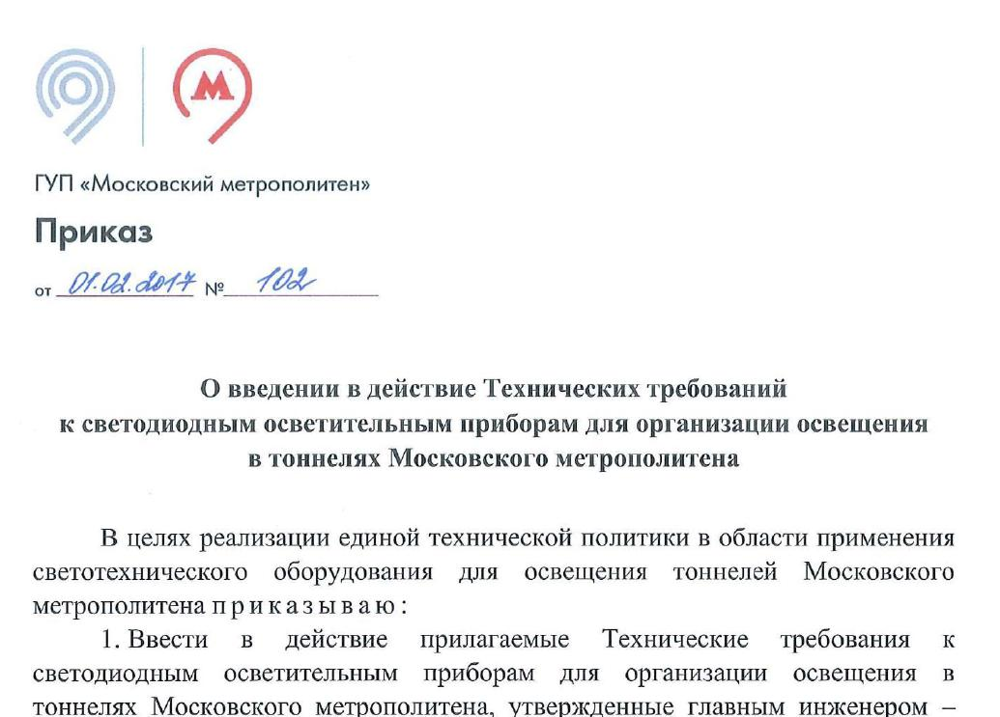 М
ГУП «Московский метрополитен»
Приказ
от 01.02.2017 № 102
О введении в действие Технических требований
к светодиодным осветительным приборам для организации освещения
в тоннелях Московского метрополитена
В целях реализации единой технической политики в области применения
светотехнического оборудования для освещения тоннелей Московского
метрополитена приказываю:
1. Ввести в действие прилагаемые Технические требования к
светодиодным осветительным приборам для организации освещения в
тоннелях Московского метрополитена, утвержденные главным инженером –